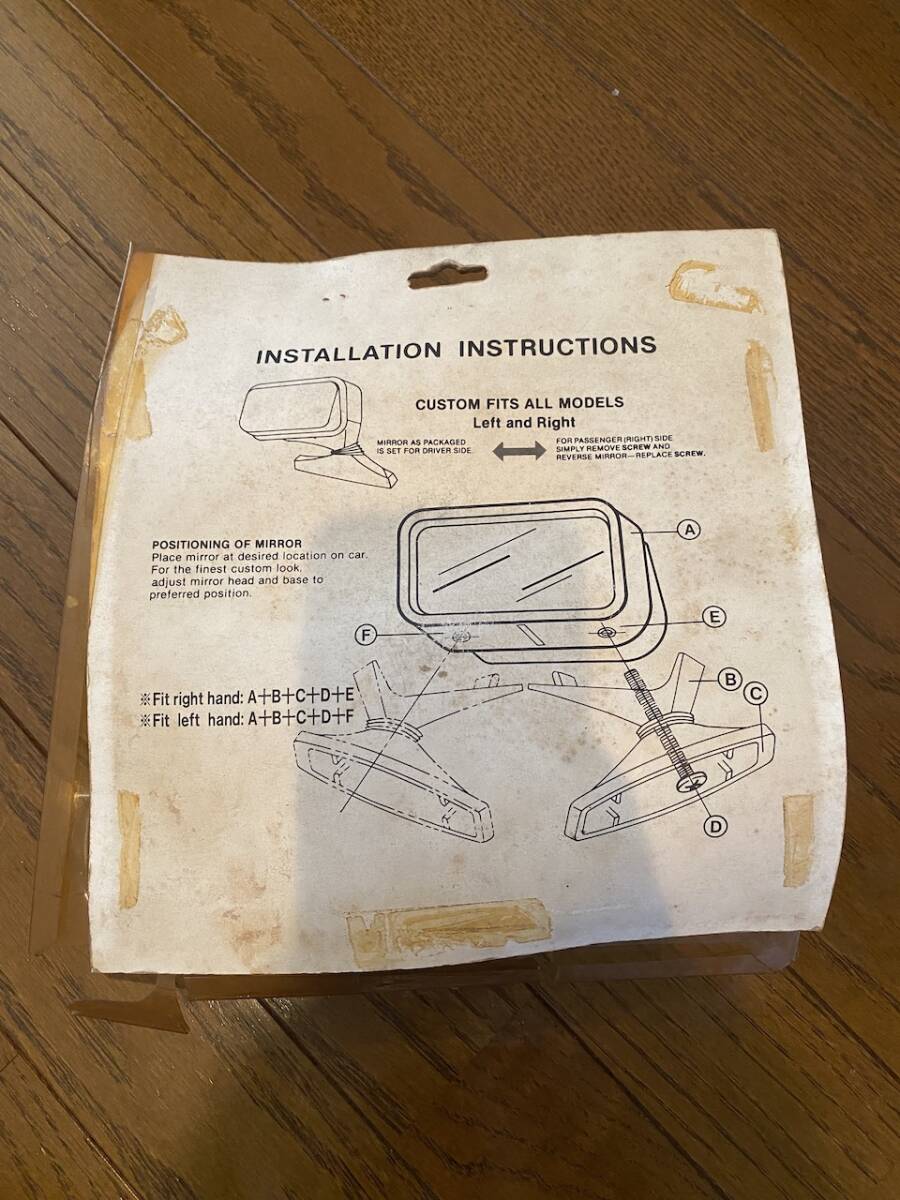 INSTALLATION INSTRUCTIONS
CUSTOM FITS ALL MODELS
Left and Right
MIRROR AS PACKAGED
IS SET FOR DRIVER SIDE.
FOR PASSENGER (RIGHT) SIDE
SIMPLY REMOVE SCREW AND
REVERSE MIRROR—REPLACE SCREW.
POSITIONING OF MIRROR
Place mirror at desired location on car.
For the finest custom look,
adjust mirror head and base to
preferred position.
A
E
F
B
C
※Fit right hand: A+B+C+D+E
※Fit left hand: A+B+C+D+F
D